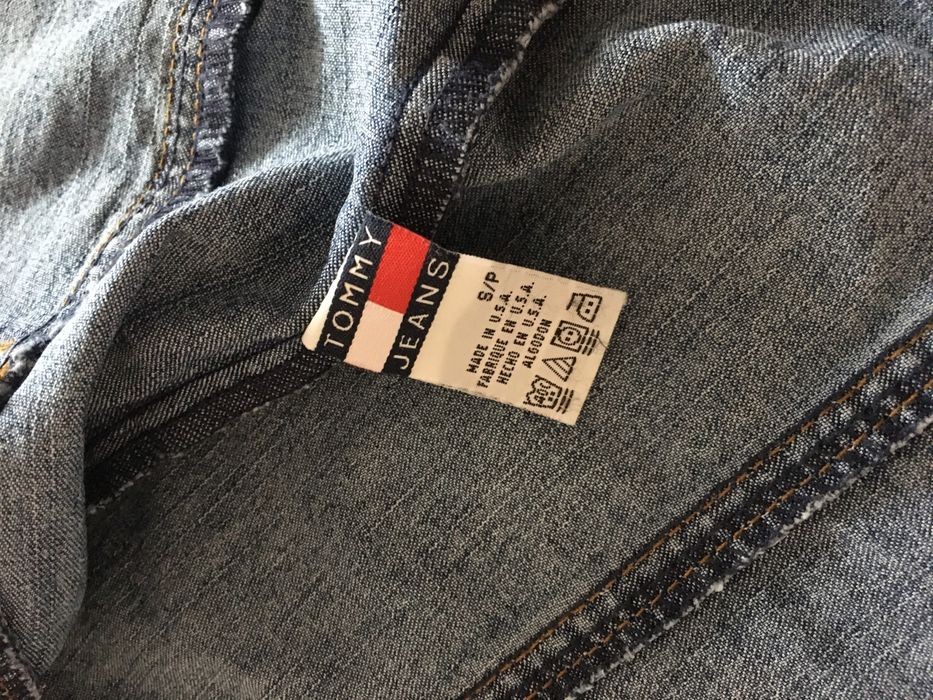 TOMMY
JEANS
S/P
MADE IN U.S.A.
FABRIQUE EN U.S.A.
HECHO EN U.S.A.
ALGODON